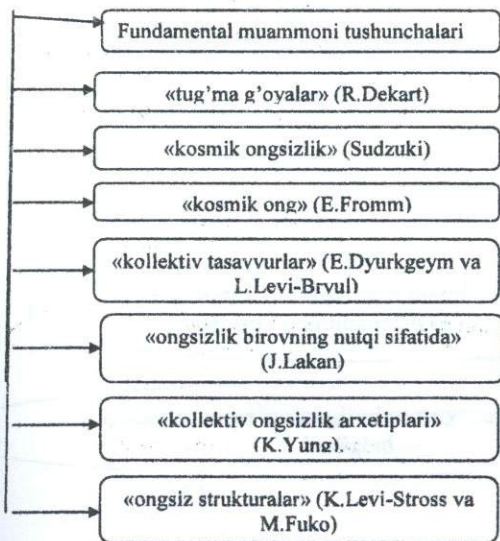 Fundamental muammoni tushunchalari
«tug'ma g'oyalar» (R.Dekart)
«kosmik ongsizlik» (Sudzuki)
«kosmik ong» (E.Fromm)
«kollektiv tasavvurlar» (E.Dyurkgeym va
L.Levi-Bryul)
«ongsizlik birovning nutqi sifatida»
(J.Lakan)
«kollektiv ongsizlik arxetiplari»
(K.Yung).
«ongsiz strukturalar» (K.Levi-Stross va
M.Fuko)